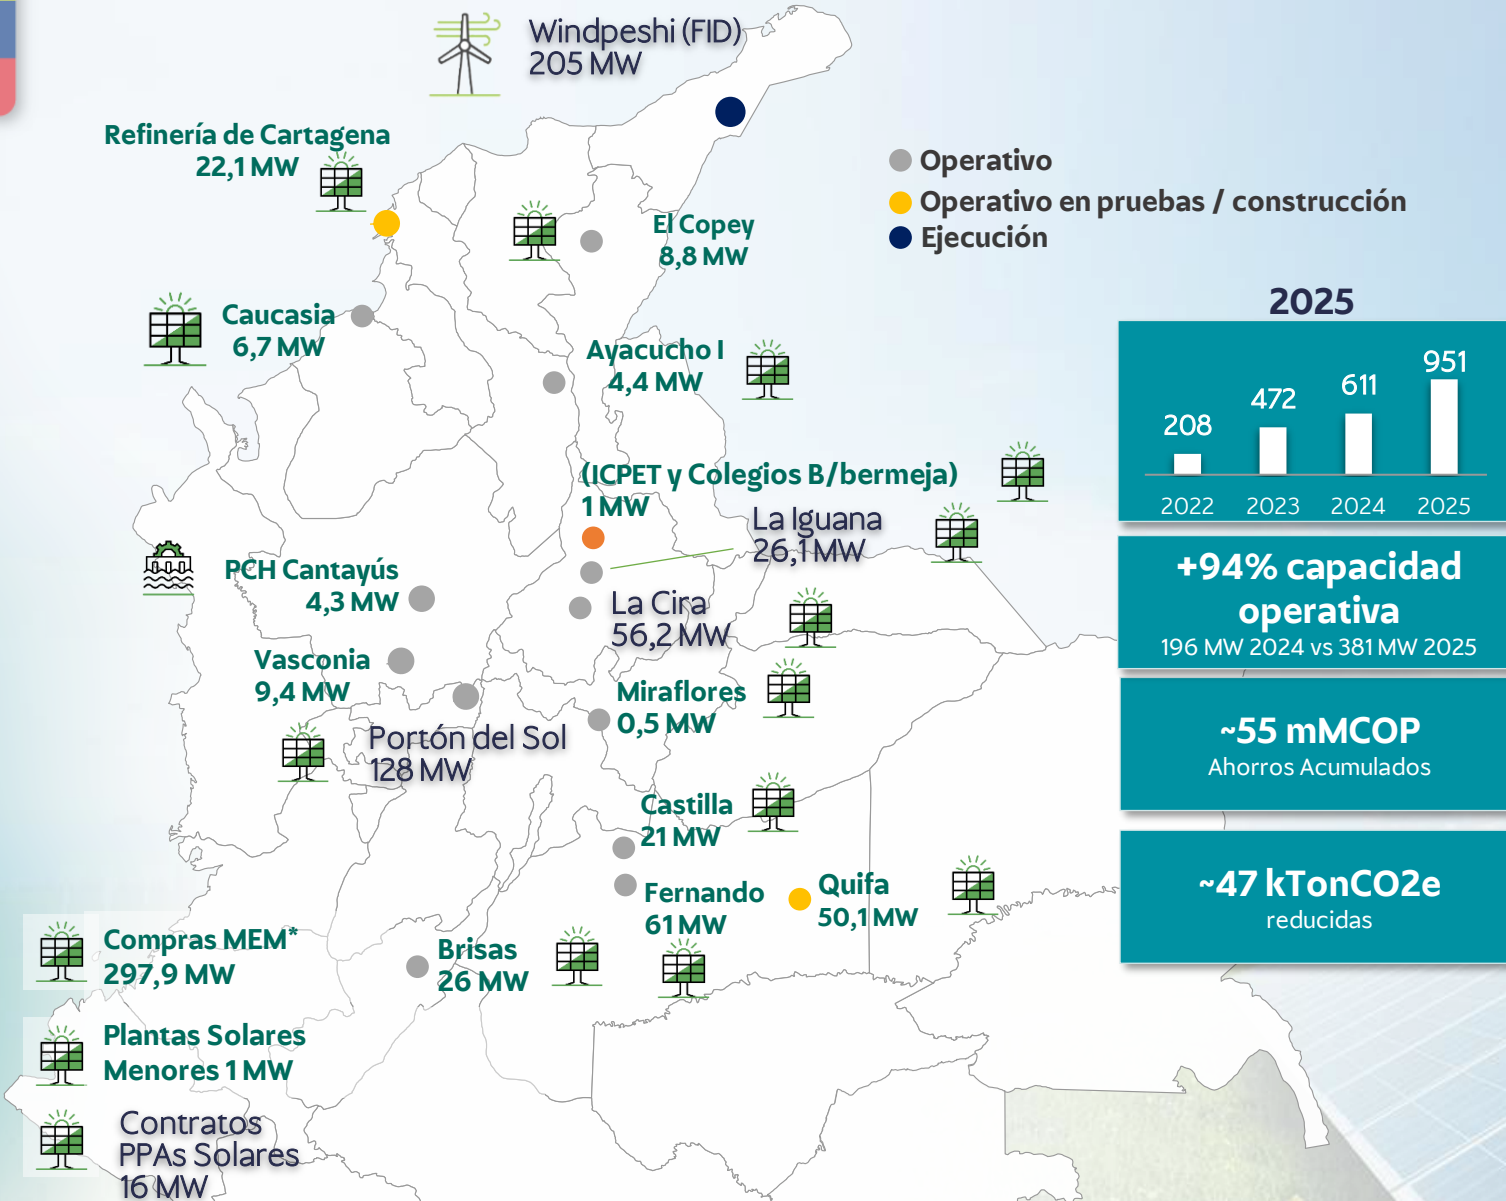 Windpeshi (FID)
205 MW
Refinería de Cartagena
22,1 MW
Operativo
Operativo en pruebas / construcción
Ejecución
El Copey
8,8 MW
Caucasia
6,7 MW
Ayacucho I
4,4 MW
(ICPET y Colegios B/bermeja)
1 MW
La Iguana
26,1 MW
PCH Cantayús
4,3 MW
La Cira
56,2 MW
Vasconia
9,4 MW
Miraflores
0,5 MW
Portón del Sol
128 MW
Castilla
21 MW
Fernando
61 MW
Quifa
50,1 MW
Brisas
26 MW
Compras MEM*
297,9 MW
Plantas Solares
Menores 1 MW
Contratos
PPAs Solares
16 MW
2025
208
472
611
951
2022
2023
2024
2025
+94% capacidad
operativa
196 MW 2024 vs 381 MW 2025
~55 mMCOP
Ahorros Acumulados
~47 kTonCO2e
reducidas